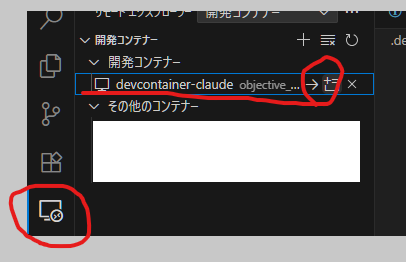 リモート エクスプローラー 開発コンテナー
開発コンテナー
.de
開発コンテナー
devcontainer-claude objective_...
その他のコンテナー